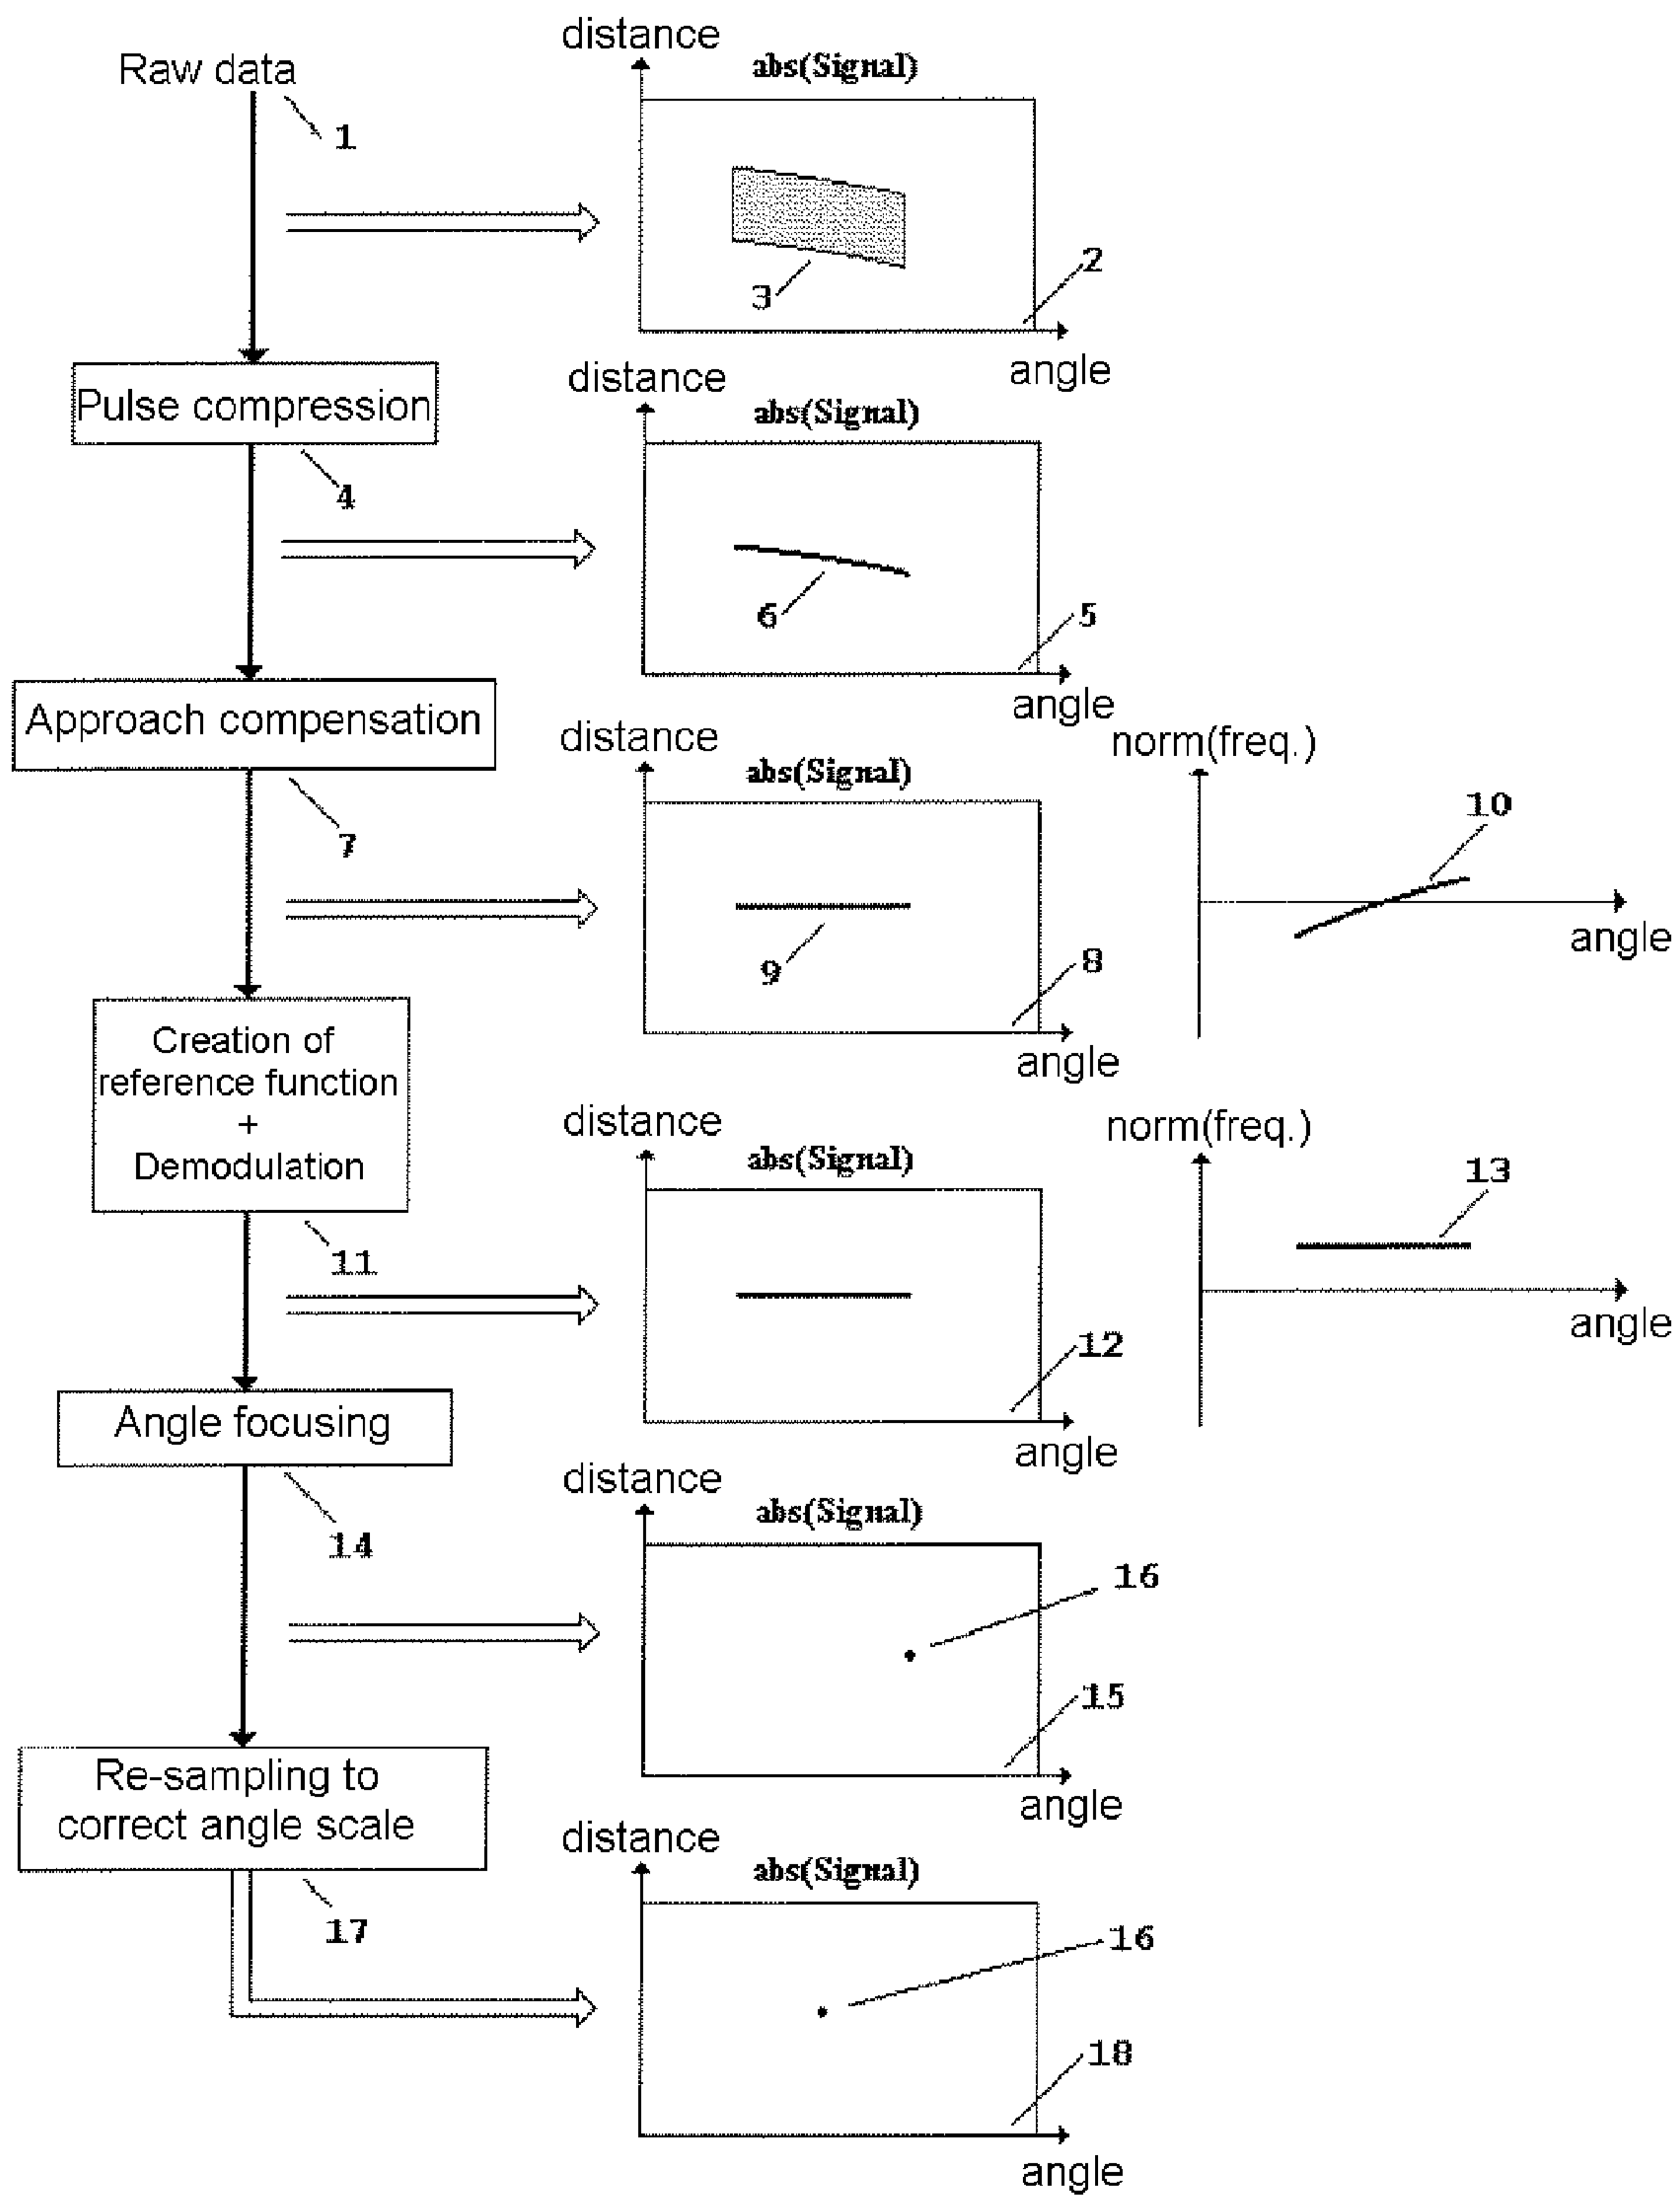 distance
Raw data
abs(Signal)
1
2
3
angle
distance
Pulse compression
abs(Signal)
4
6
5
angle
Approach compensation
distance
norm(freq.)
abs(Signal)
10
7
9
8
angle
angle
Creation of
reference function
+
Demodulation
distance
norm(freq.)
abs(Signal)
13
11
12
angle
angle
Angle focusing
distance
abs(Signal)
14
16
15
angle
Re-sampling to
correct angle scale
distance
abs(Signal)
17
16
18
angle